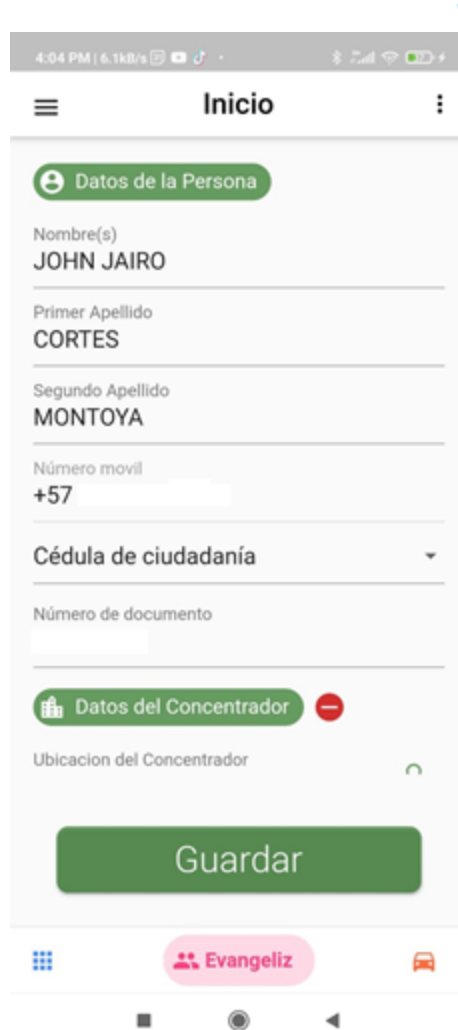 4:04 PM | 6.1kB/s
Inicio
Datos de la Persona
Nombre(s)
JOHN JAIRO
Primer Apellido
CORTES
Segundo Apellido
MONTOYA
Número movil
+57
Cédula de ciudadanía
Número de documento
Datos del Concentrador
Ubicacion del Concentrador
Guardar
Evangeliz